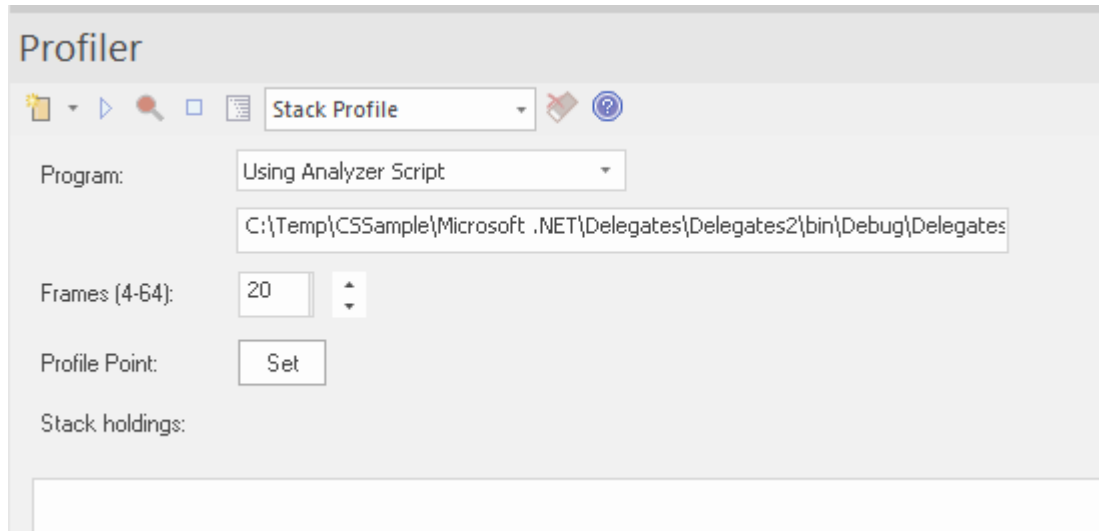 Profiler
Stack Profile
Program:
Using Analyzer Script
C:\Temp\CSSample\Microsoft .NET\Delegates\Delegates2\bin\Debug\Delegates
Frames (4-64):
20
Profile Point:
Set
Stack holdings: